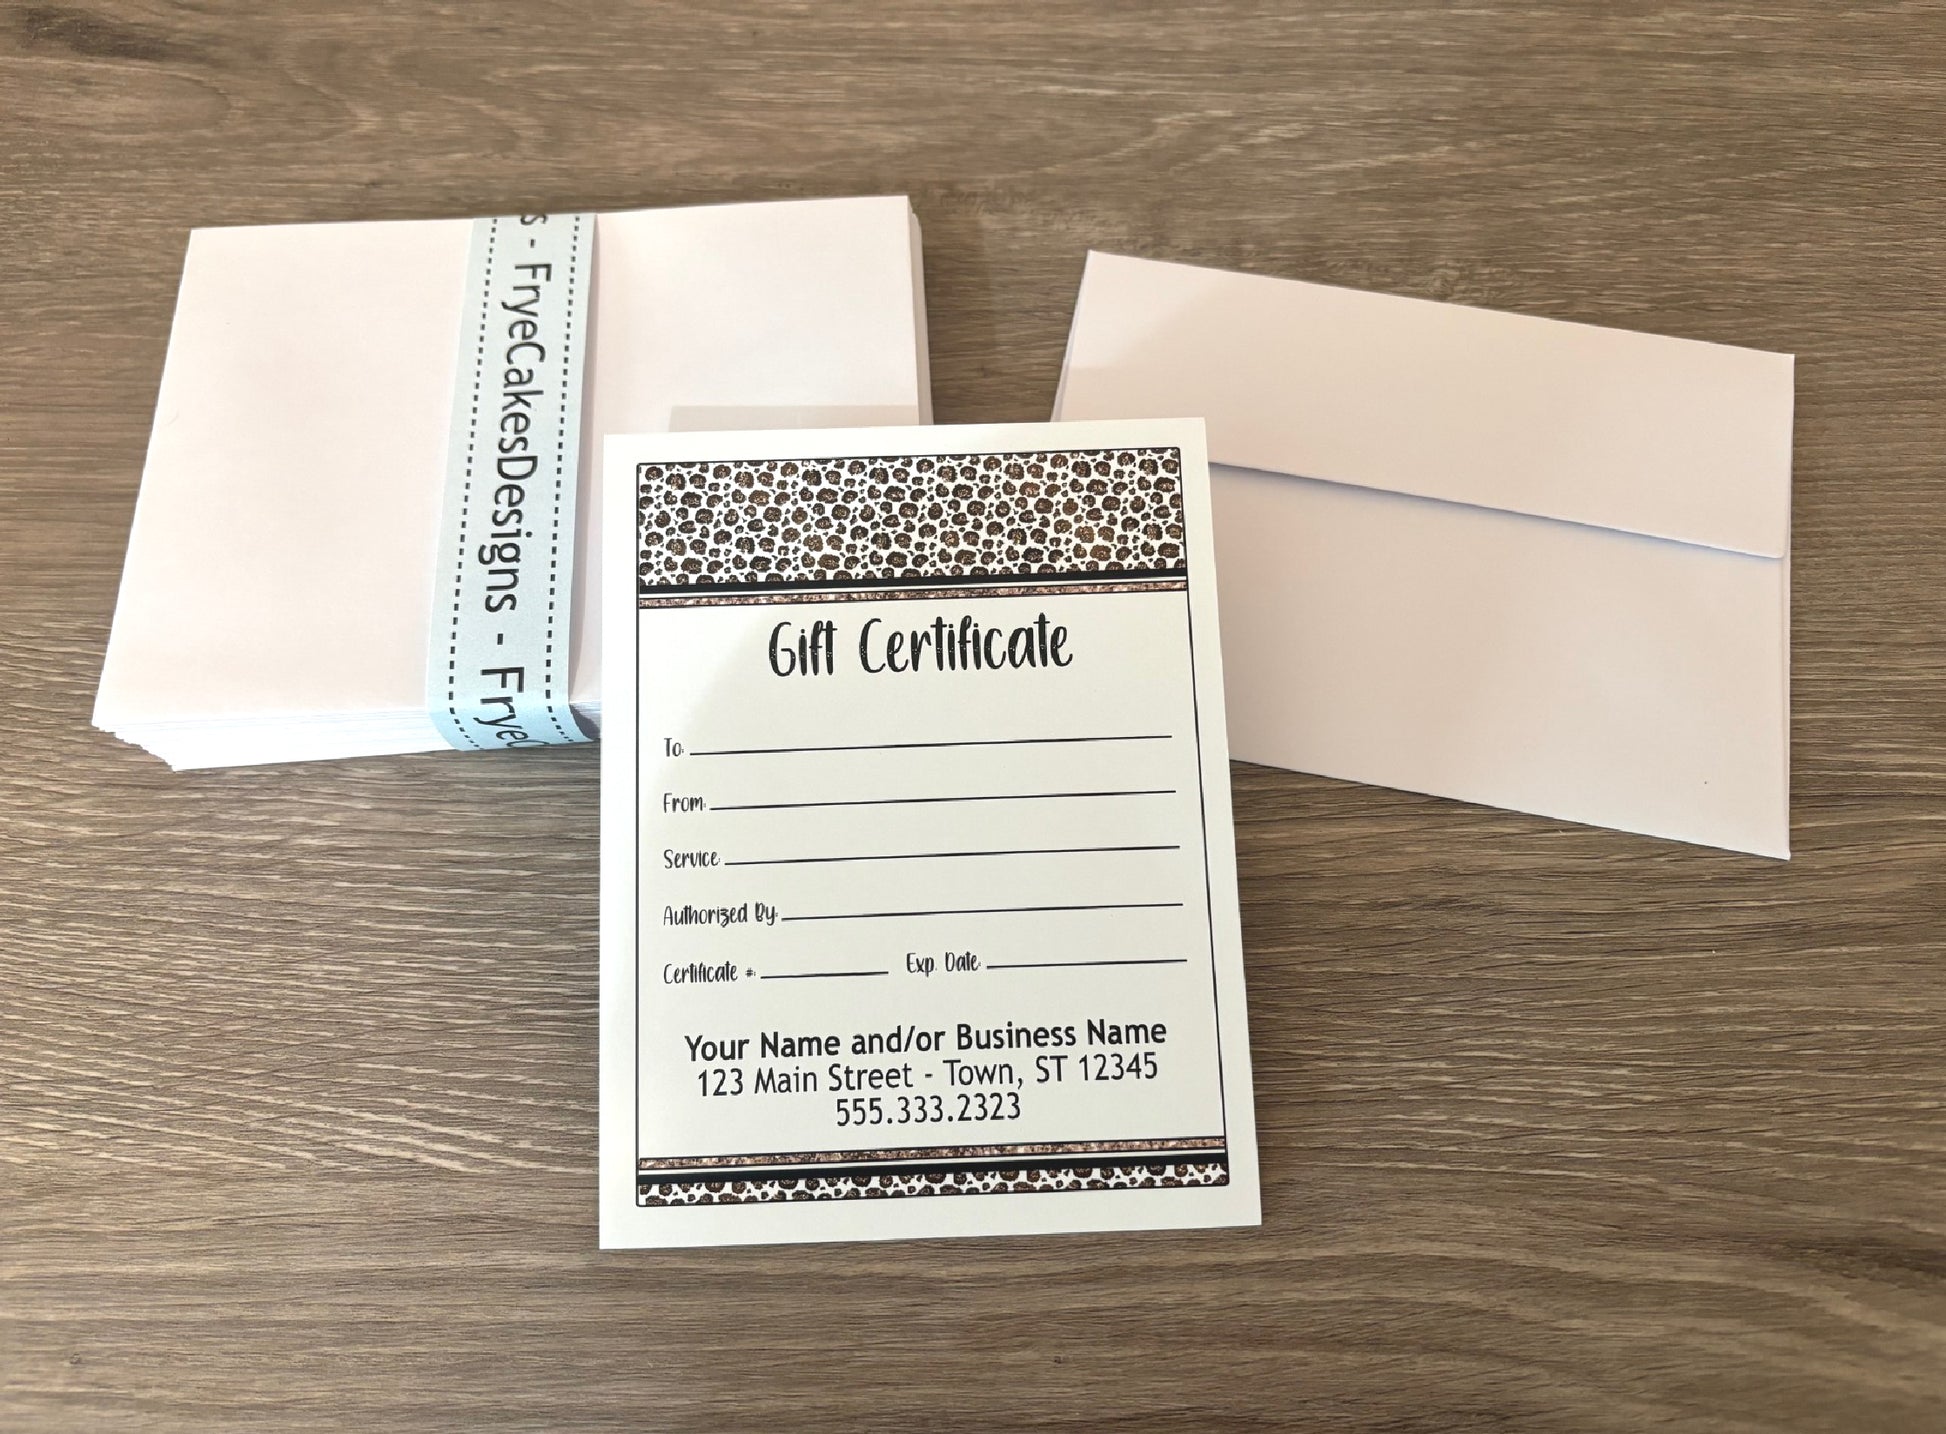 s - FryeCakesDesigns - FryeC
Gift Certificate
To:
From:
Service:
Authorized By:
Certificate #: Exp. Date:
Your Name and/or Business Name
123 Main Street - Town, ST 12345
555.333.2323